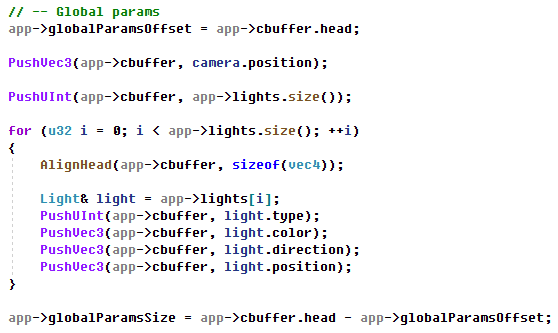 // -- Global params
app->globalParamsOffset = app->cbuffer.head;
PushVec3(app->cbuffer, camera.position);
PushUInt(app->cbuffer, app->lights.size());
for (u32 i = 0; i < app->lights.size(); ++i)
{
AlignHead(app->cbuffer, sizeof(vec4));
Light& light = app->lights[i];
PushUInt(app->cbuffer, light.type);
PushVec3(app->cbuffer, light.color);
PushVec3(app->cbuffer, light.direction);
PushVec3(app->cbuffer, light.position);
}
app->globalParamsSize = app->cbuffer.head - app->globalParamsOffset;